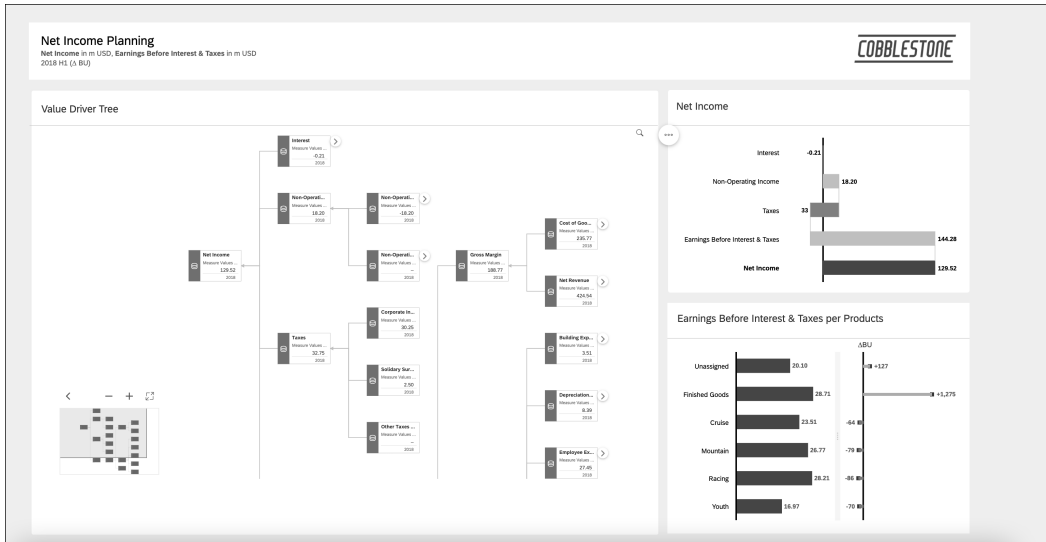 Net Income Planning
Net Income in m USD, Earnings Before Interest & Taxes in m USD
2018 H1 (Δ BU)
COBBLESTONE
Value Driver Tree
Interest
Measure Values ...
-0.21
2018
Non-Operati...
Measure Values ...
18.20
2018
Non-Operati...
Measure Values ...
-18.20
2018
Non-Operati...
Measure Values ...
–
2018
Net Income
Measure Values ...
129.52
2018
Taxes
Measure Values ...
32.75
2018
Corporate In...
Measure Values ...
30.25
2018
Solidary Sur...
Measure Values ...
2.50
2018
Other Taxes ...
Measure Values ...
–
2018
Gross Margin
Measure Values ...
188.77
2018
Cost of Goo...
Measure Values ...
235.77
2018
Net Revenue
Measure Values ...
424.54
2018
Building Exp...
Measure Values ...
3.51
2018
Depreciation...
Measure Values ...
8.39
2018
Employee Ex...
Measure Values ...
27.45
2018
Net Income
Interest -0.21
Non-Operating Income 18.20
Taxes 33
Earnings Before Interest & Taxes 144.28
Net Income 129.52
Earnings Before Interest & Taxes per Products
ΔBU
Unassigned 20.10 +127
Finished Goods 28.71 +1,275
Cruise 23.51 -64
Mountain 26.77 -79
Racing 28.21 -86
Youth 16.97 -70